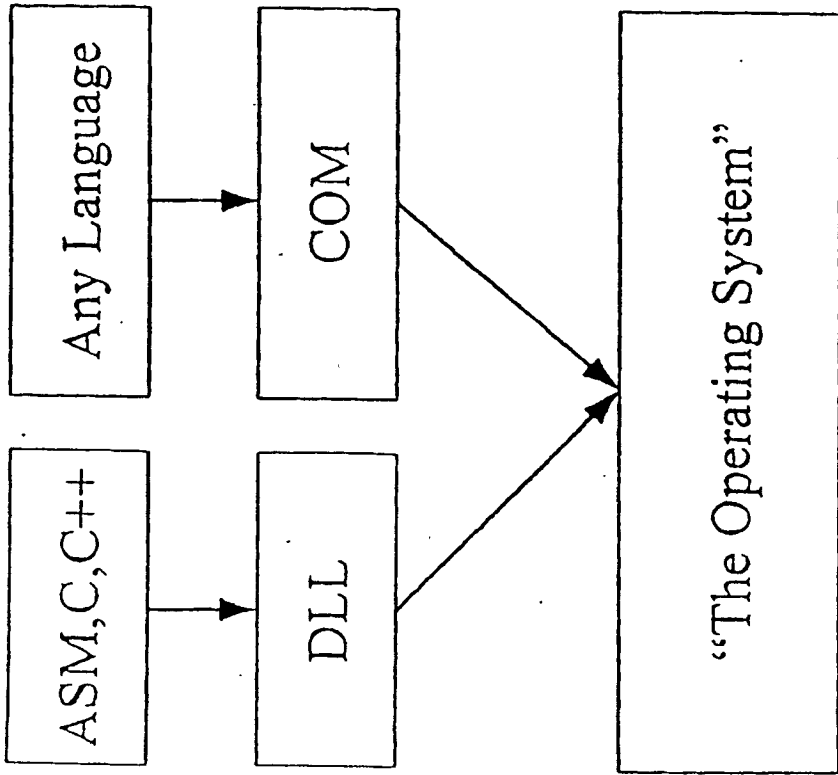 ASM,C,C++
Any Language
DLL
COM
“The Operating System”